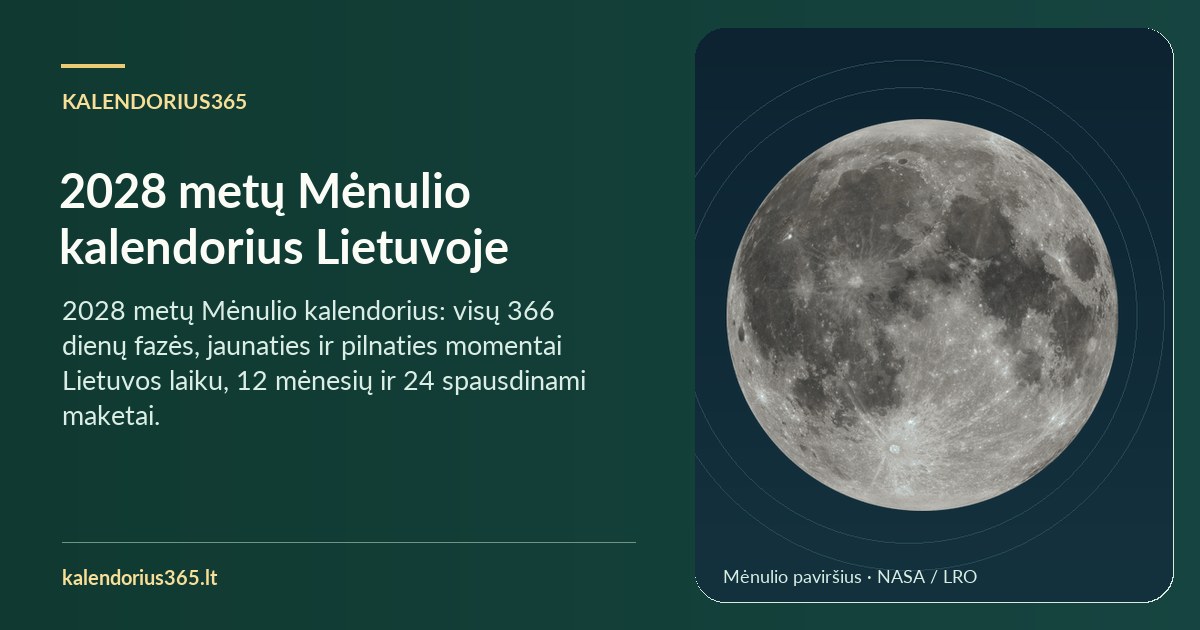 KALENDORIUS365
2028 metų Mėnulio
kalendorius Lietuvoje
2028 metų Mėnulio kalendorius: visų 366
dienų fazės, jaunaties ir pilnaties momentai
Lietuvos laiku, 12 mėnesių ir 24 spausdinami
maketai.
kalendorius365.lt
Mėnulio paviršius · NASA / LRO